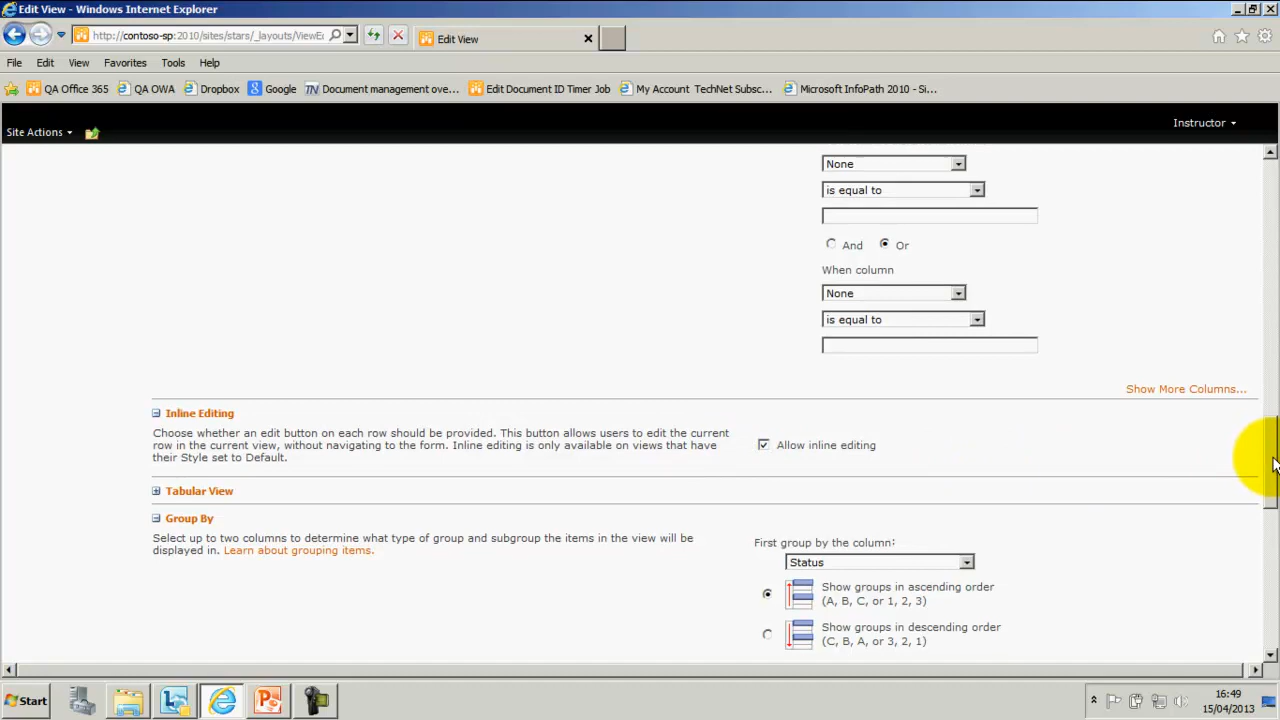 Edit View - Windows Internet Explorer
http://contoso-sp:2010/sites/stars/_layouts/ViewEd
Edit View
File Edit View Favorites Tools Help
QA Office 365 QA OWA Dropbox Google Document management ove... Edit Document ID Timer Job My Account TechNet Subsc... Microsoft InfoPath 2010 - Si...
Site Actions
Instructor
None
is equal to
And Or
When column
None
is equal to
Show More Columns...
Inline Editing
Choose whether an edit button on each row should be provided. This button allows users to edit the current
row in the current view, without navigating to the form. Inline editing is only available on views that have
their Style set to Default.
Allow inline editing
Tabular View
Group By
Select up to two columns to determine what type of group and subgroup the items in the view will be
displayed in. Learn about grouping items.
First group by the column:
Status
Show groups in ascending order
(A, B, C, or 1, 2, 3)
Show groups in descending order
(C, B, A, or 3, 2, 1)
Start
16:49
15/04/2013